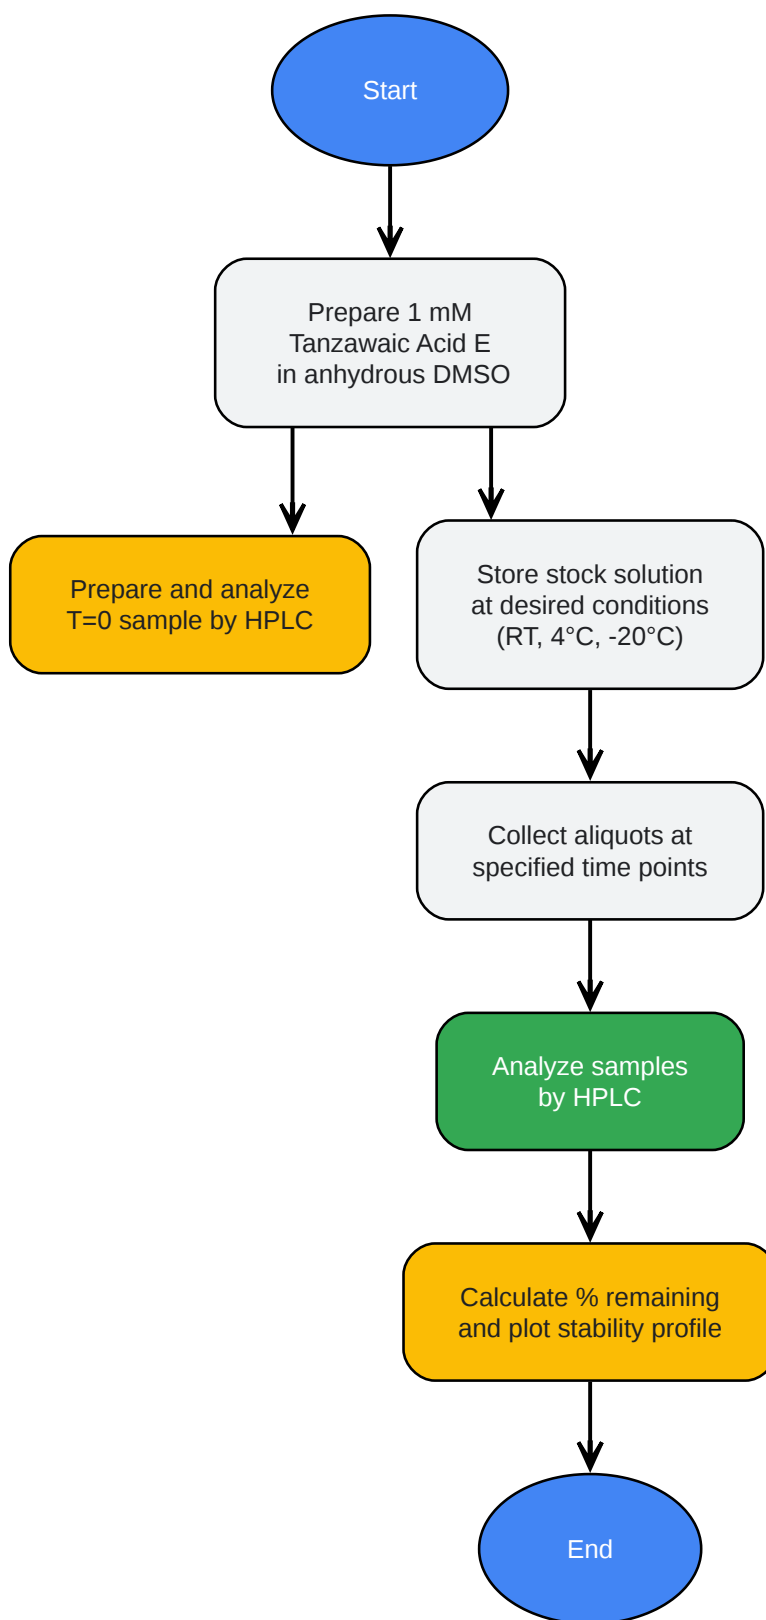 Start
Prepare 1 mM
Tanzawaic Acid E
in anhydrous DMSO
Prepare and analyze
T=0 sample by HPLC
Store stock solution
at desired conditions
(RT, 4°C, -20°C)
Collect aliquots at
specified time points
Analyze samples
by HPLC
Calculate % remaining
and plot stability profile
End